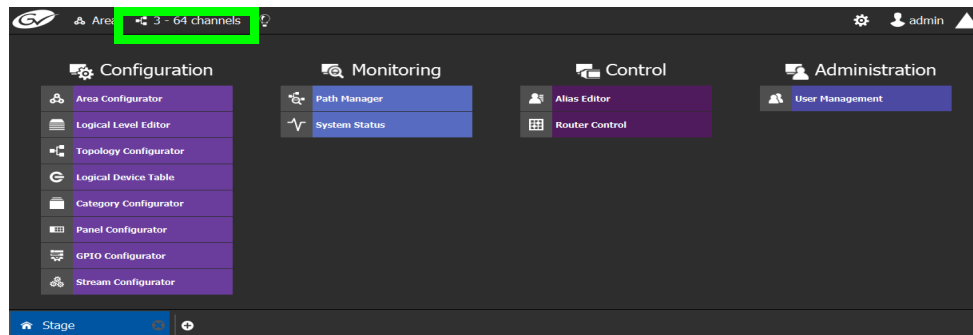 GV Area 3 - 64 channels admin
Configuration Monitoring Control Administration
Area Configurator Path Manager Alias Editor User Management
Logical Level Editor System Status Router Control
Topology Configurator
Logical Device Table
Category Configurator
Panel Configurator
GPIO Configurator
Stream Configurator
Stage